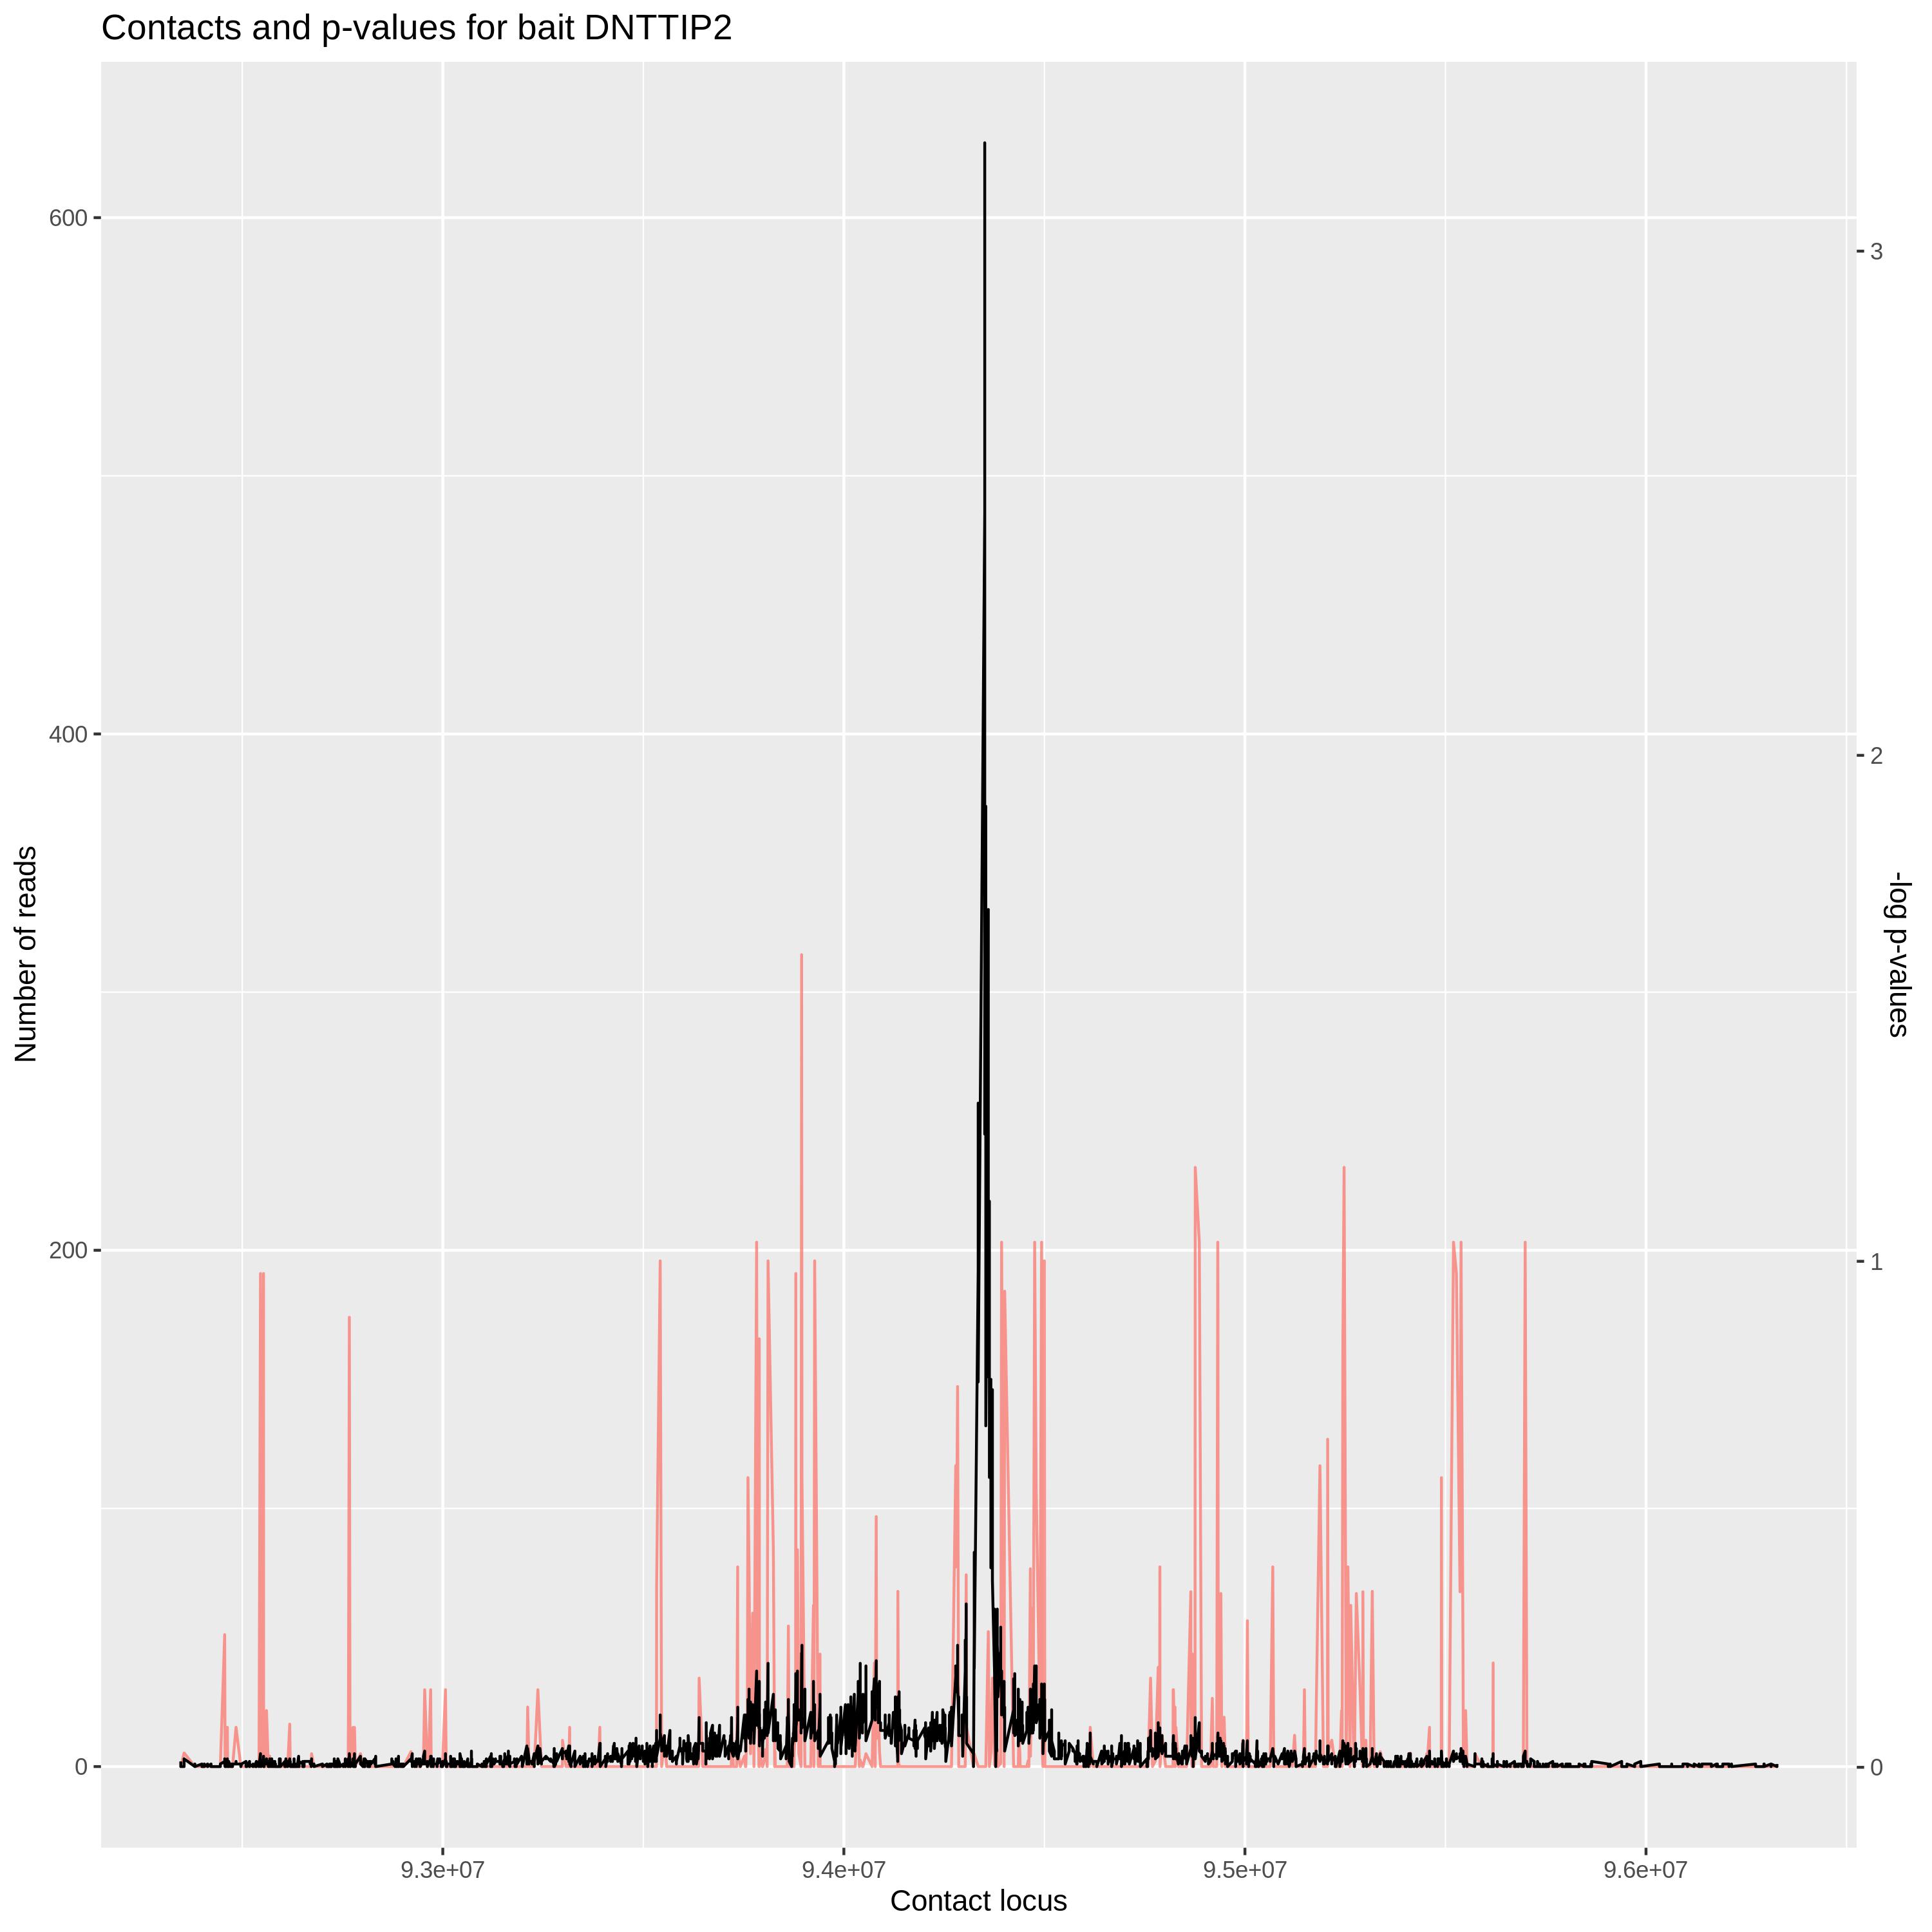 Contacts and p-values for bait DNTTIP2
600
400
200
0
Number of reads
3
2
1
0
-log p-values
9.3e+07
9.4e+07
9.5e+07
9.6e+07
Contact locus